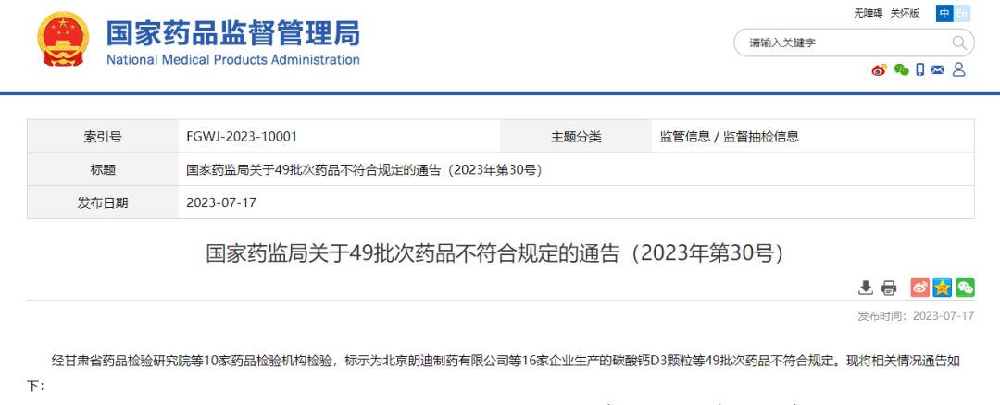 无障碍 关怀版 中 En
国家药品监督管理局
National Medical Products Administration
请输入关键字
索引号 FGWJ-2023-10001 主题分类 监管信息 / 监督抽检信息
标题 国家药监局关于49批次药品不符合规定的通告（2023年第30号）
发布日期 2023-07-17
国家药监局关于49批次药品不符合规定的通告（2023年第30号）
发布时间：2023-07-17
经甘肃省药品检验研究院等10家药品检验机构检验，标示为北京朗迪制药有限公司等16家企业生产的碳酸钙D3颗粒等49批次药品不符合规定。现将相关情况通告如
下：